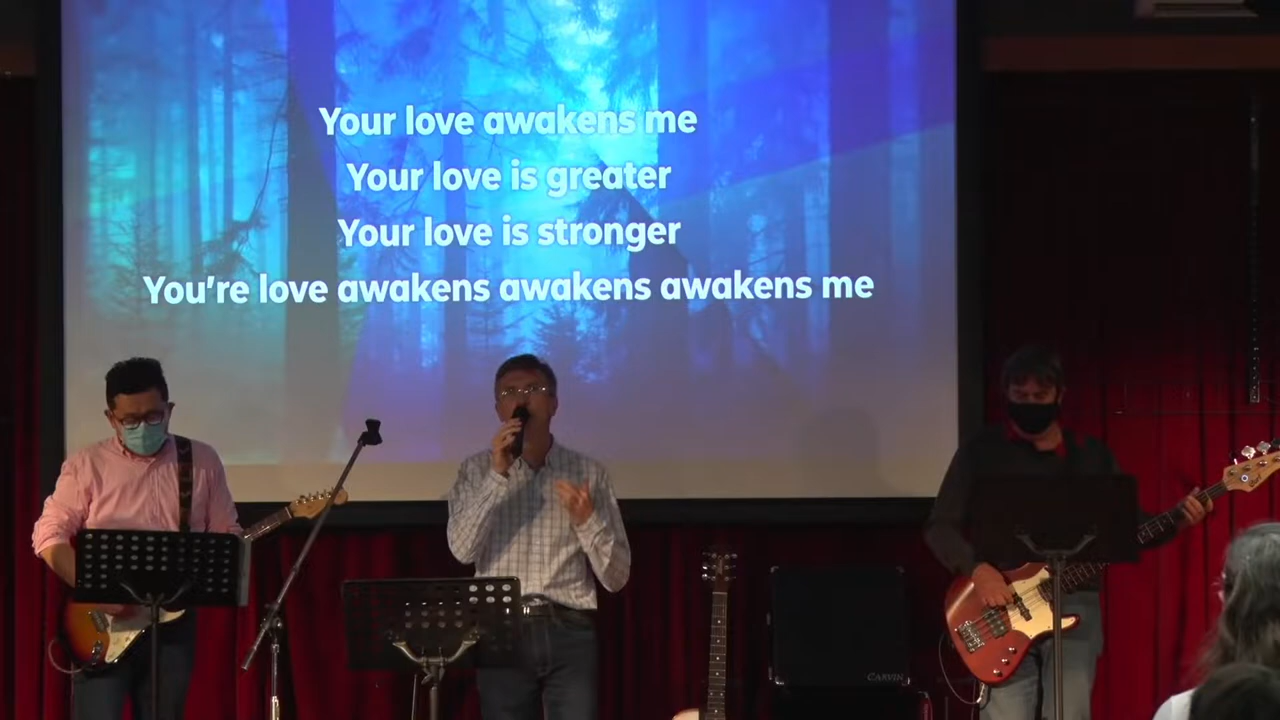 Your love awakens me
Your love is greater
Your love is stronger
You're love awakens awakens awakens me
CARVIN